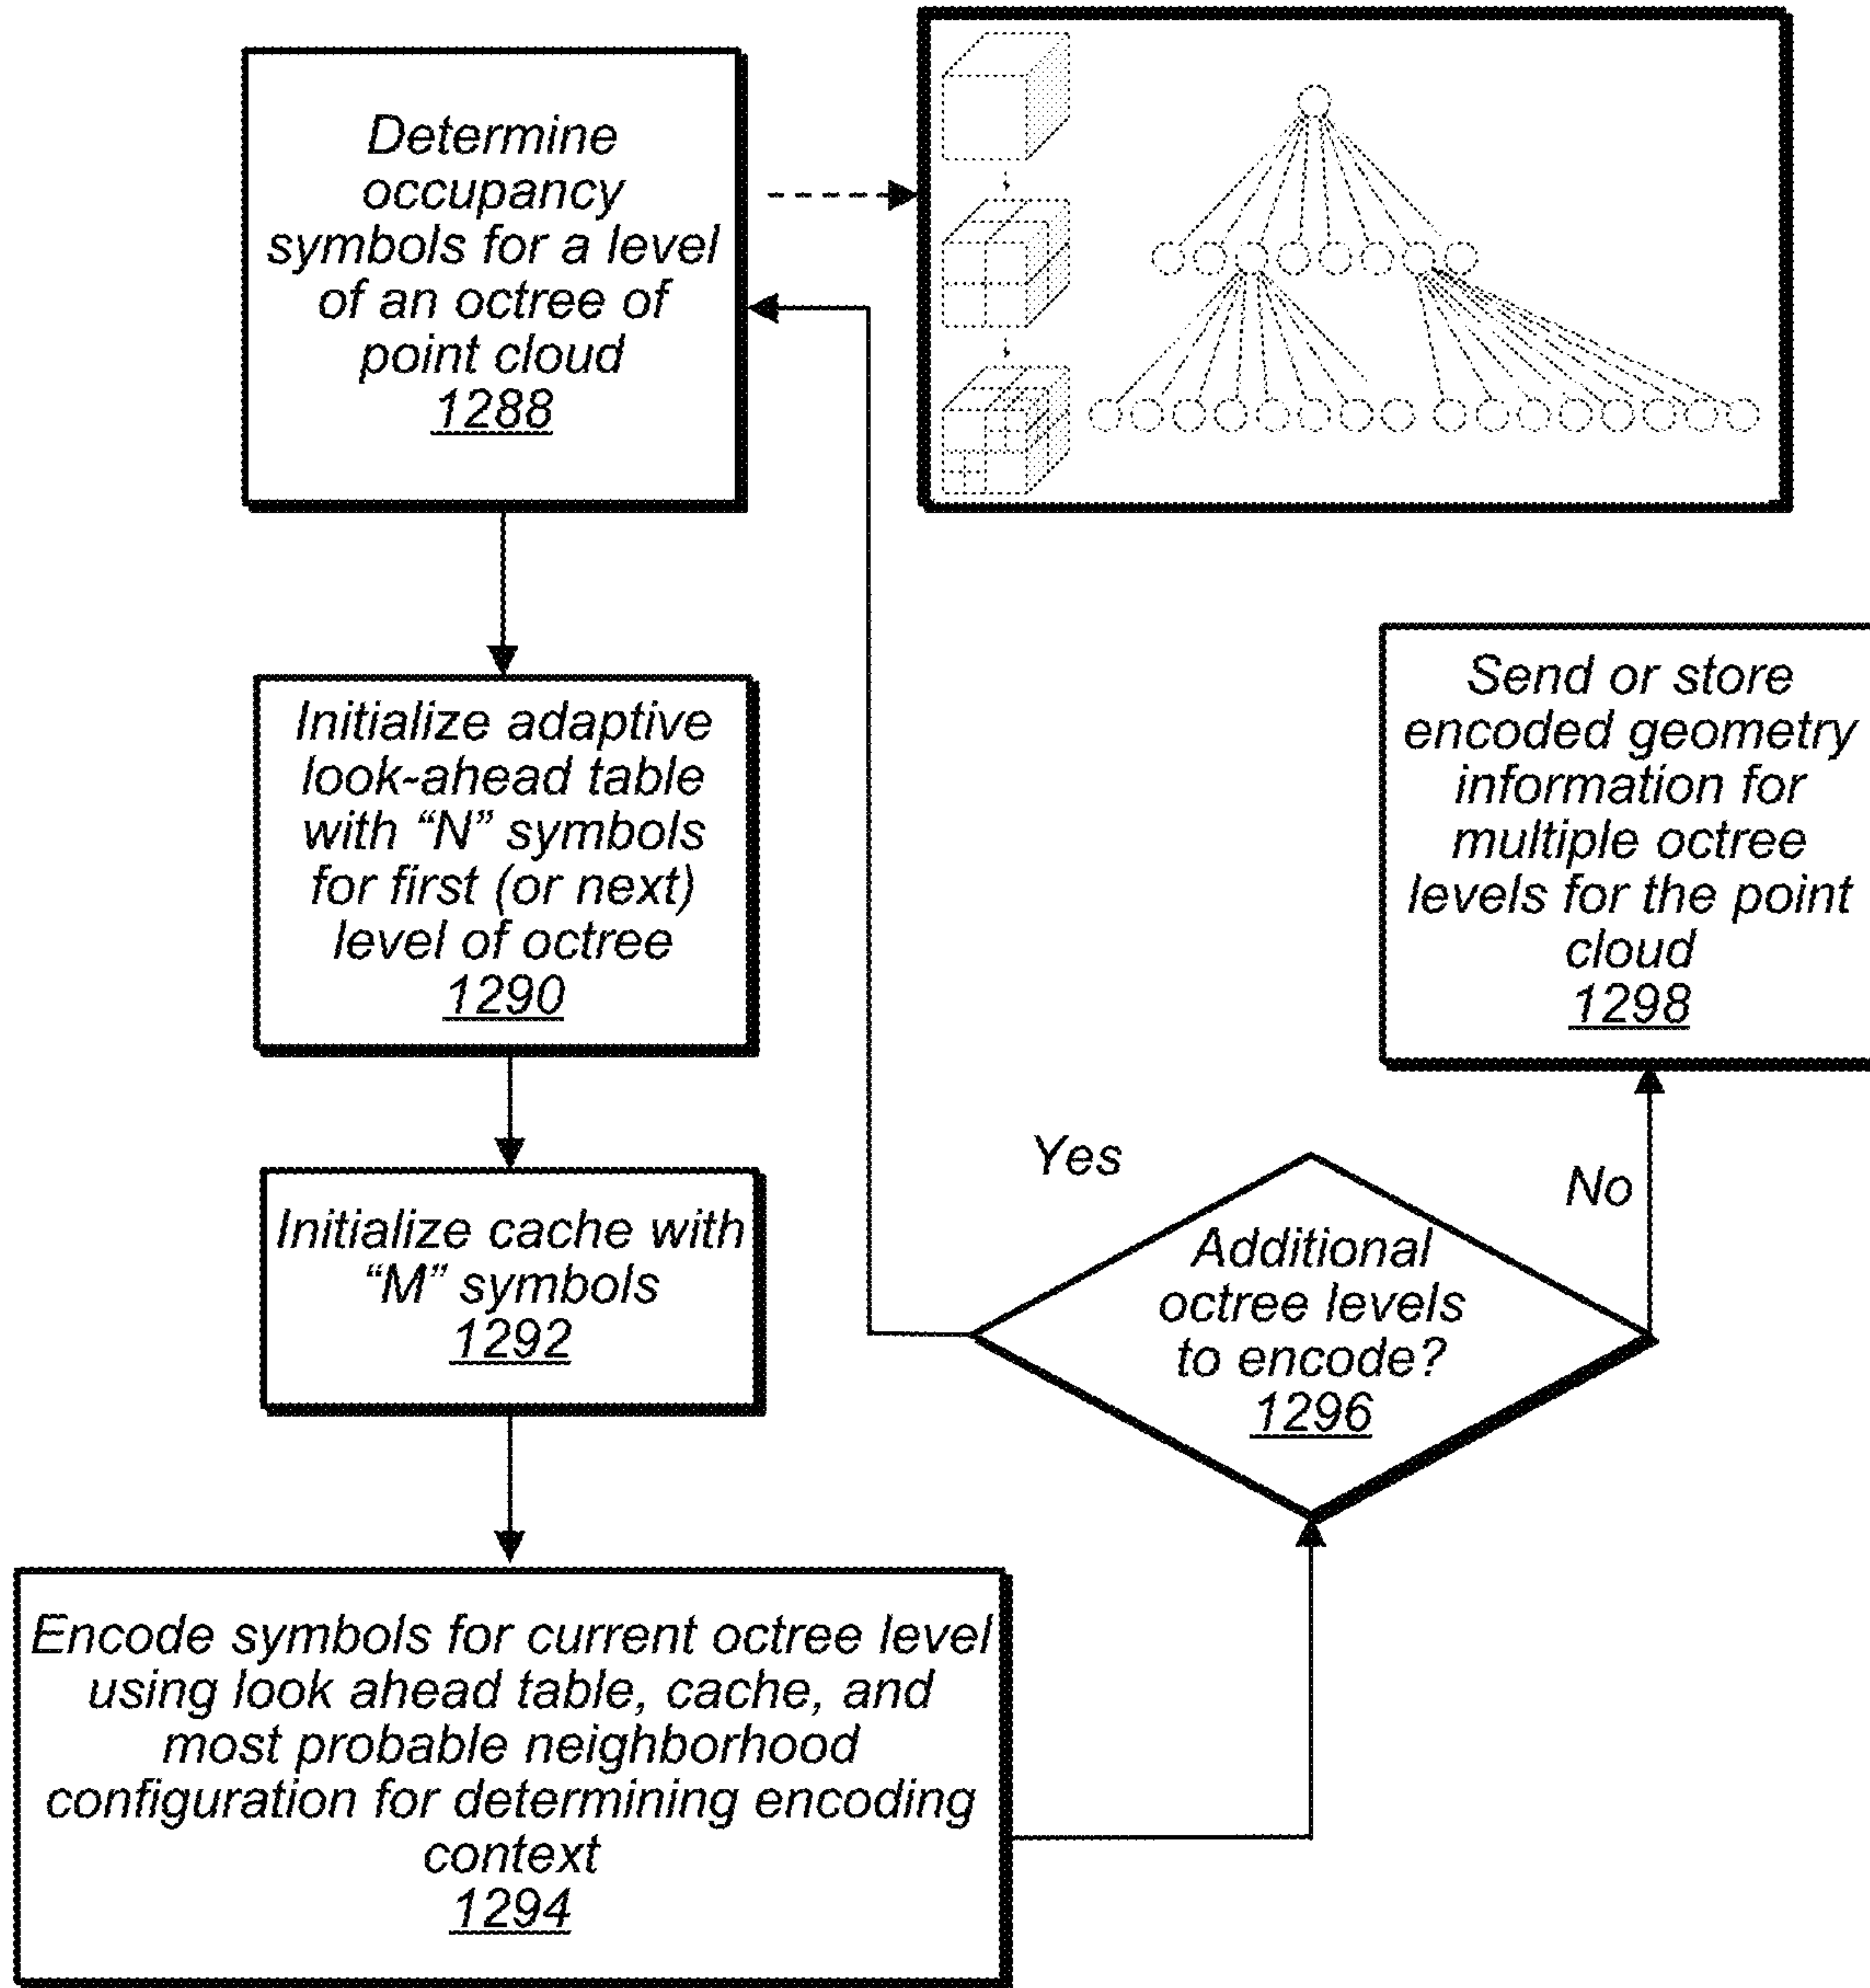 Determine
occupancy
symbols for a level
of an octree of
point cloud
1288
Initialize adaptive
look-ahead table
with “N” symbols
for first (or next)
level of octree
1290
Initialize cache with
“M” symbols
1292
Encode symbols for current octree level
using look ahead table, cache, and
most probable neighborhood
configuration for determining encoding
context
1294
Yes
Additional
octree levels
to encode?
1296
No
Send or store
encoded geometry
information for
multiple octree
levels for the point
cloud
1298